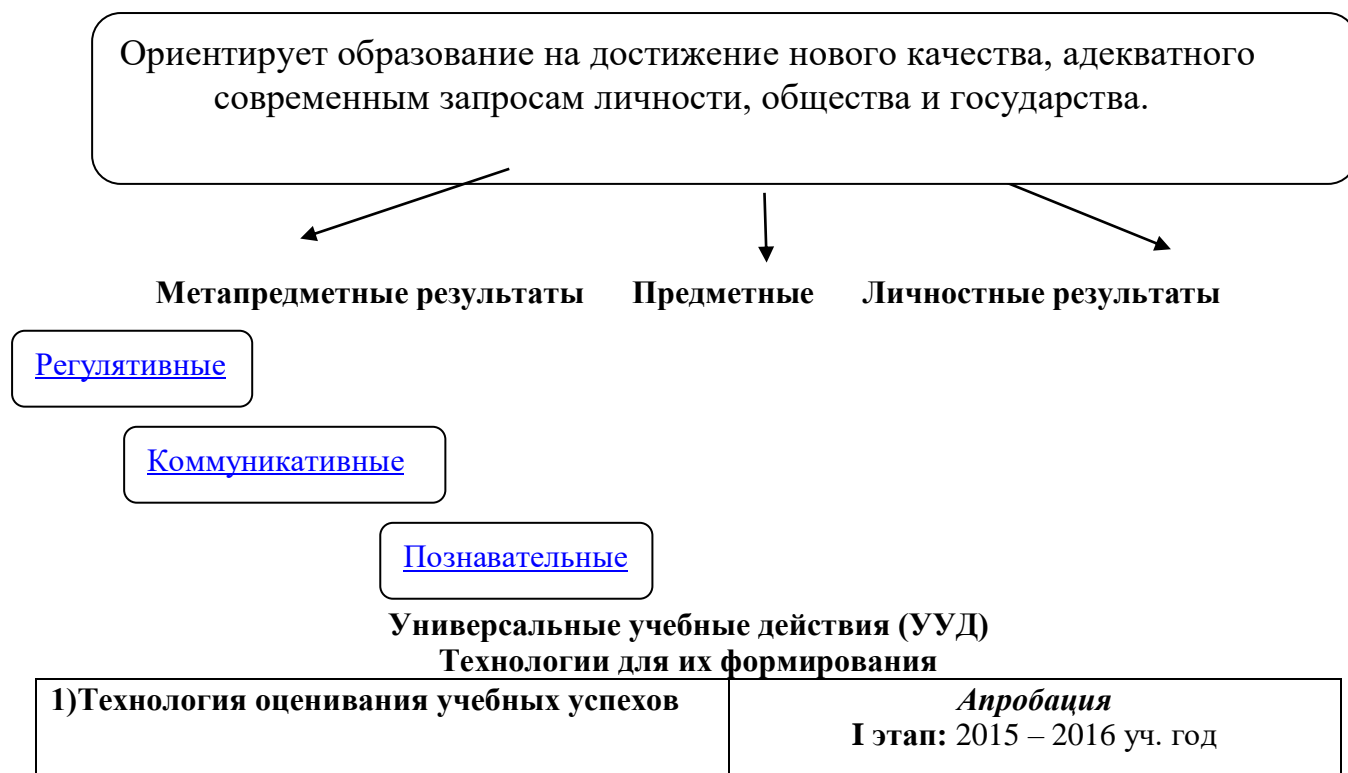 Ориентирует образование на достижение нового качества, адекватного
современным запросам личности, общества и государства.
Метапредметные результаты Предметные Личностные результаты
Регулятивные
Коммуникативные
Познавательные
Универсальные учебные действия (УУД)
Технологии для их формирования
1)Технология оценивания учебных успехов
Апробация
I этап: 2015 – 2016 уч. год